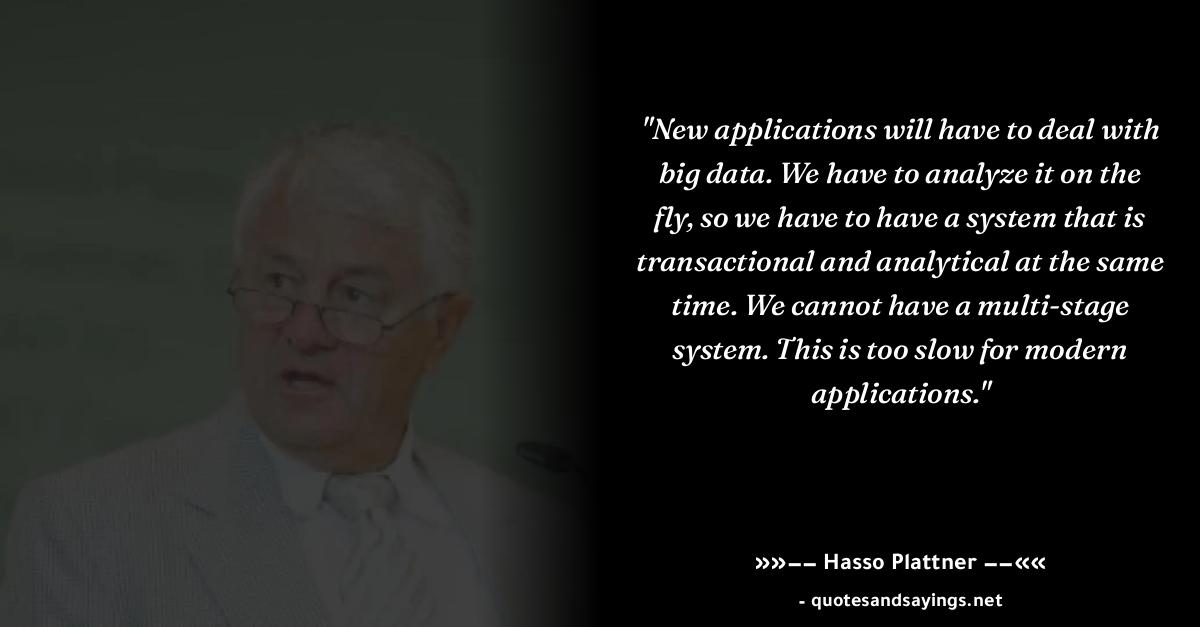 "New applications will have to deal with
big data. We have to analyze it on the
fly, so we have to have a system that is
transactional and analytical at the same
time. We cannot have a multi-stage
system. This is too slow for modern
applications."
»»−− Hasso Plattner −−««
- quotesandsayings.net